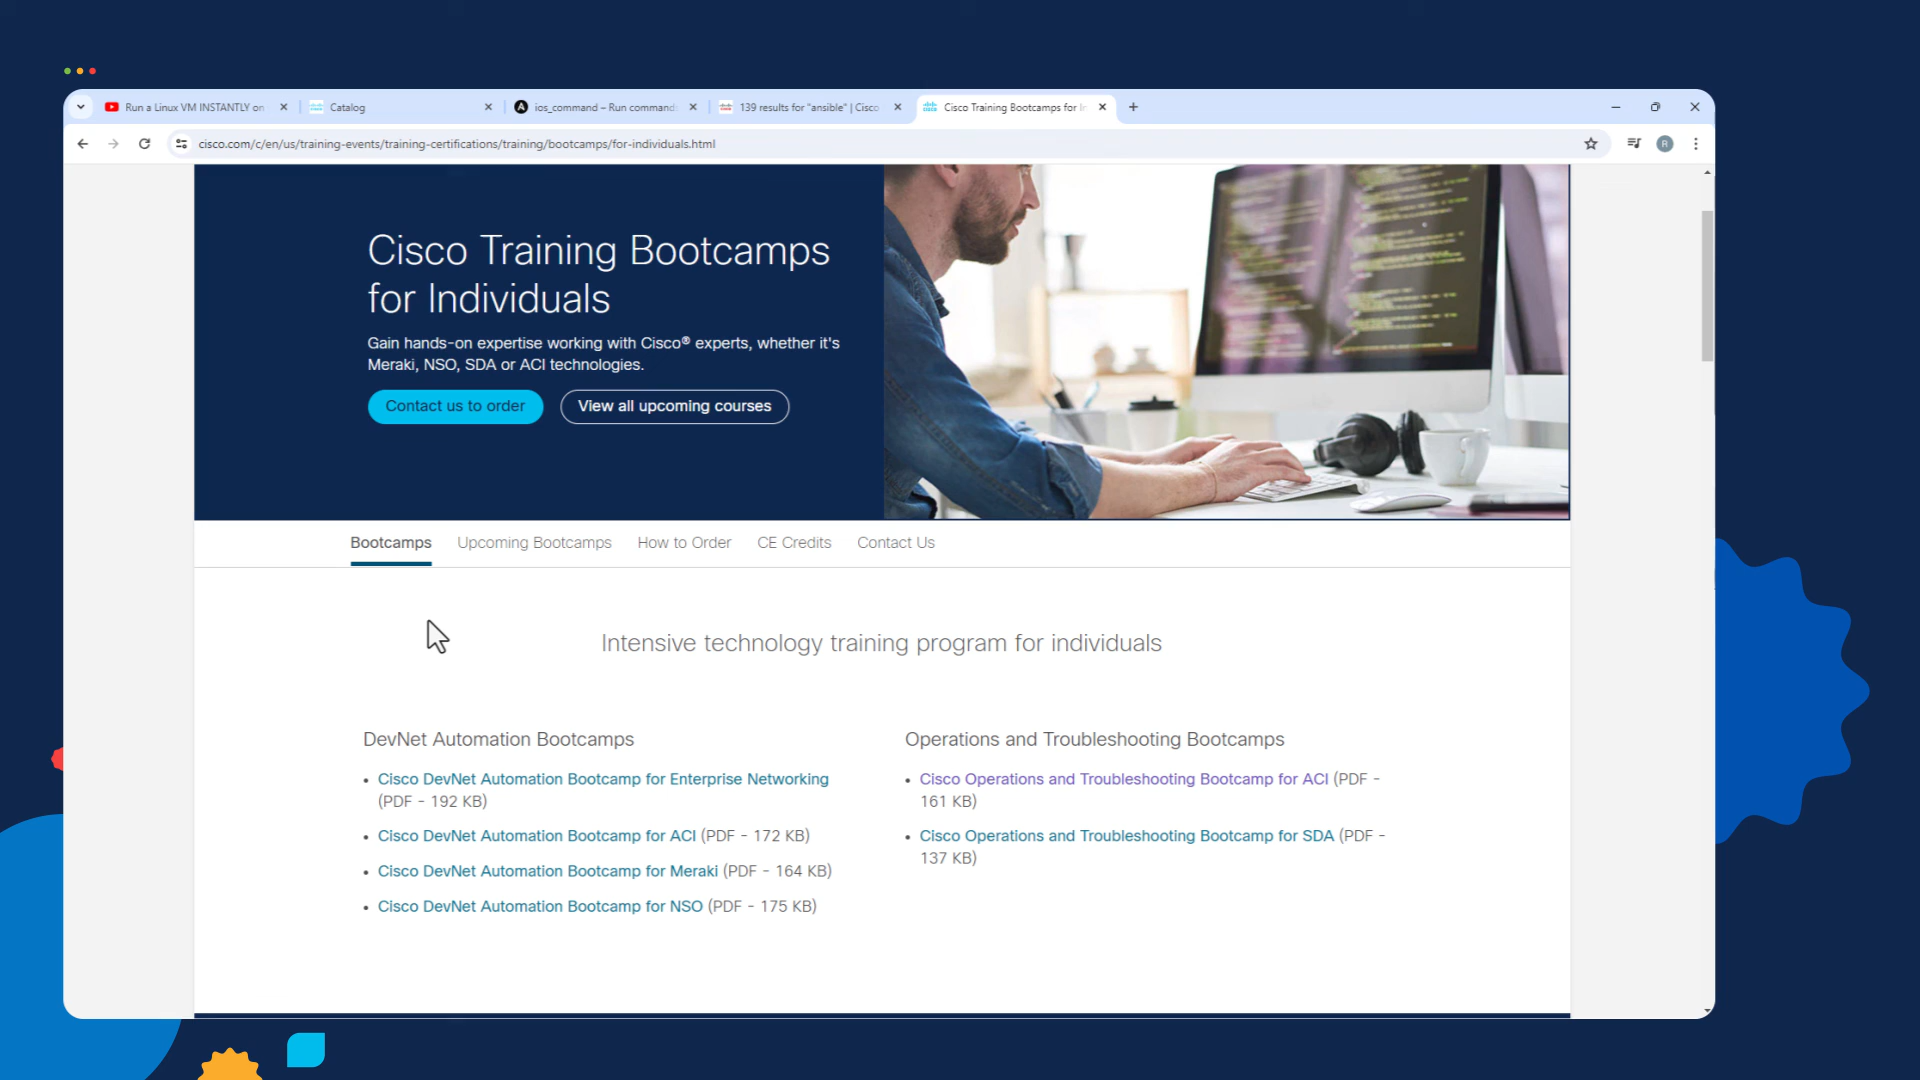 Run a Linux VM INSTANTLY on
Catalog
ios_command – Run command
139 results for "ansible" | Cisco
Cisco Training Bootcamps for In
cisco.com/c/en/us/training-events/training-certifications/training/bootcamps/for-individuals.html
R
Cisco Training Bootcamps
for Individuals
Gain hands-on expertise working with Cisco® experts, whether it's
Meraki, NSO, SDA or ACI technologies.
Contact us to order
View all upcoming courses
Bootcamps
Upcoming Bootcamps
How to Order
CE Credits
Contact Us
Intensive technology training program for individuals
DevNet Automation Bootcamps
• Cisco DevNet Automation Bootcamp for Enterprise Networking
(PDF - 192 KB)
• Cisco DevNet Automation Bootcamp for ACI (PDF - 172 KB)
• Cisco DevNet Automation Bootcamp for Meraki (PDF - 164 KB)
• Cisco DevNet Automation Bootcamp for NSO (PDF - 175 KB)
Operations and Troubleshooting Bootcamps
• Cisco Operations and Troubleshooting Bootcamp for ACI (PDF -
161 KB)
• Cisco Operations and Troubleshooting Bootcamp for SDA (PDF -
137 KB)